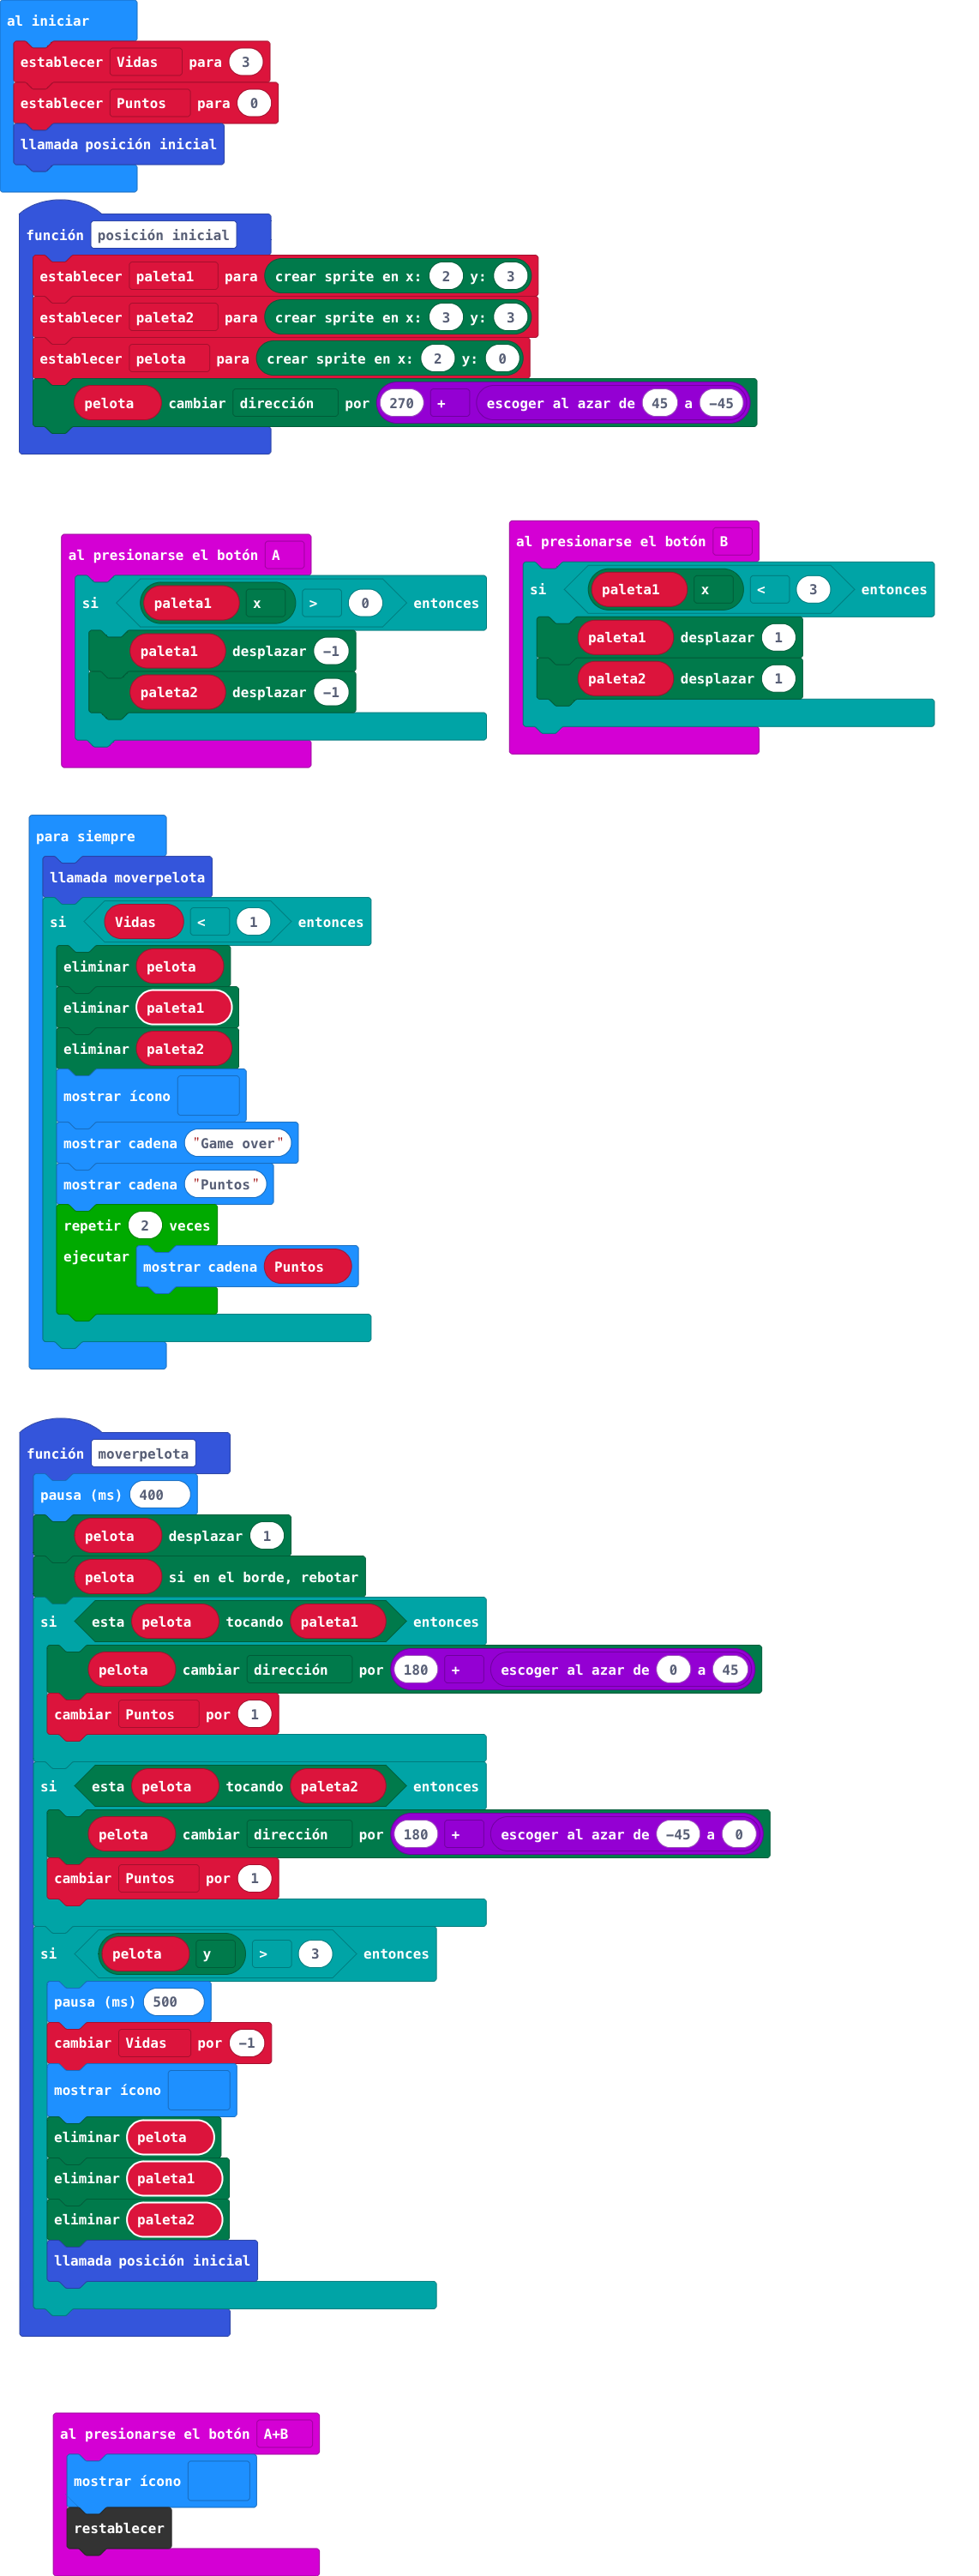 al iniciar
establecer Vidas para 3
establecer Puntos para 0
llamada posición inicial
función posición inicial
establecer paleta1 para crear sprite en x: 2 y: 3
establecer paleta2 para crear sprite en x: 3 y: 3
establecer pelota para crear sprite en x: 2 y: 0
pelota cambiar dirección por 270 + escoger al azar de 45 a -45
al presionarse el botón A
si paleta1 x > 0 entonces
paleta1 desplazar -1
paleta2 desplazar -1
al presionarse el botón B
si paleta1 x < 3 entonces
paleta1 desplazar 1
paleta2 desplazar 1
para siempre
llamada moverpelota
si Vidas < 1 entonces
eliminar pelota
eliminar paleta1
eliminar paleta2
mostrar ícono
mostrar cadena "Game over"
mostrar cadena "Puntos"
repetir 2 veces
ejecutar mostrar cadena Puntos
función moverpelota
pausa (ms) 400
pelota desplazar 1
pelota si en el borde, rebotar
si esta pelota tocando paleta1 entonces
pelota cambiar dirección por 180 + escoger al azar de 0 a 45
cambiar Puntos por 1
si esta pelota tocando paleta2 entonces
pelota cambiar dirección por 180 + escoger al azar de -45 a 0
cambiar Puntos por 1
si pelota y > 3 entonces
pausa (ms) 500
cambiar Vidas por -1
mostrar ícono
eliminar pelota
eliminar paleta1
eliminar paleta2
llamada posición inicial
al presionarse el botón A+B
mostrar ícono
restablecer